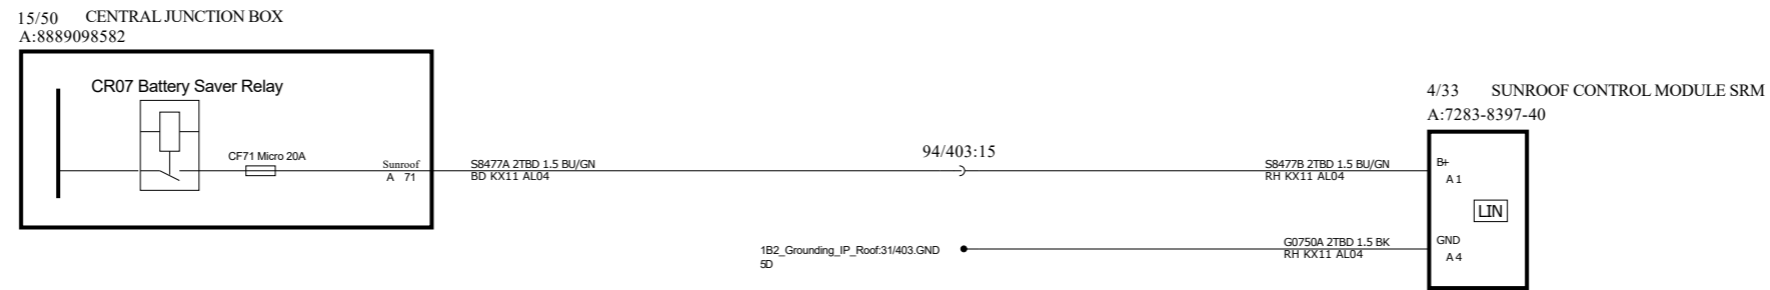 15/50 CENTRAL JUNCTION BOX
A:8889098582
CR07 Battery Saver Relay
CF71 Micro 20A
Sunroof
A 71
S8477A 2TBD 1.5 BU/GN
BD KX11 AL04
94/403:15
S8477B 2TBD 1.5 BU/GN
RH KX11 AL04
4/33 SUNROOF CONTROL MODULE SRM
A:7283-8397-40
B+
A 1
LIN
1B2_Grounding_IP_Roof:31/403.GND
5D
G0750A 2TBD 1.5 BK
RH KX11 AL04
GND
A 4